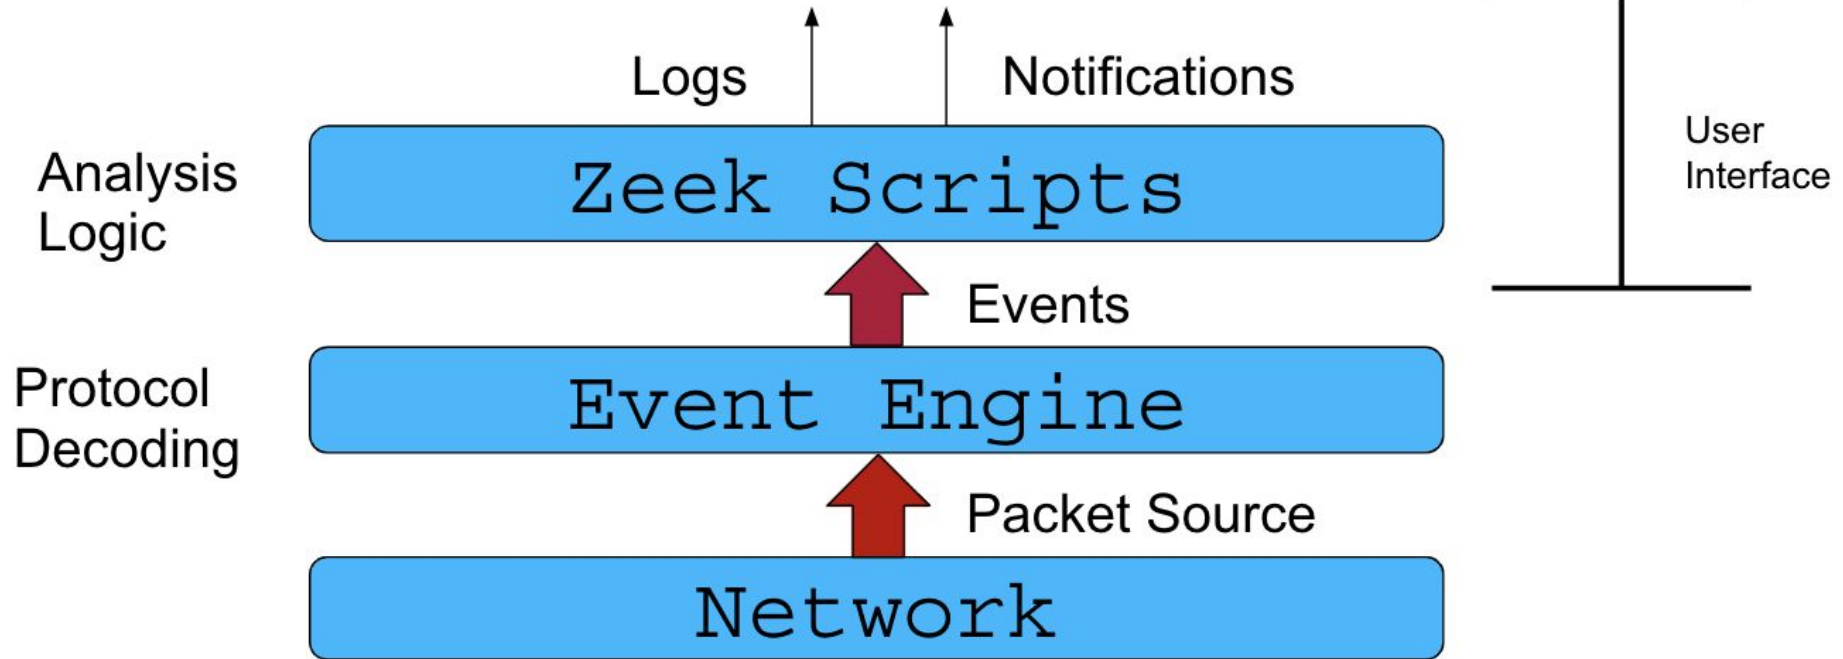 Logs
Notifications
Analysis
Logic
Zeek Scripts
User
Interface
Events
Protocol
Decoding
Event Engine
Packet Source
Network